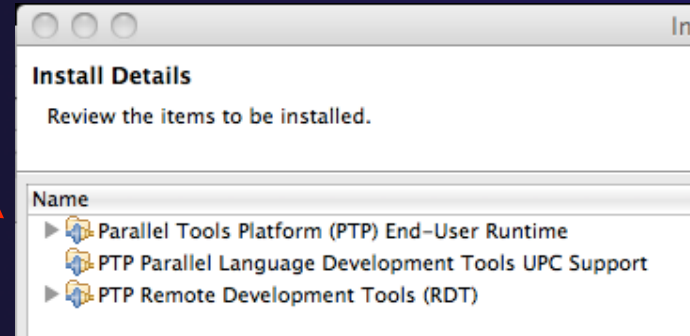 In
Install Details
Review the items to be installed.
Name
Parallel Tools Platform (PTP) End-User Runtime
PTP Parallel Language Development Tools UPC Support
PTP Remote Development Tools (RDT)